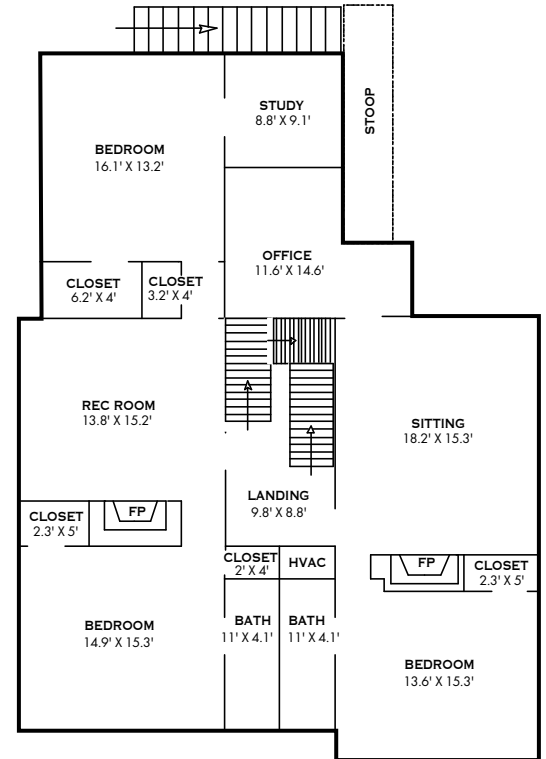 STOOP
STUDY
8.8' X 9.1'
BEDROOM
16.1' X 13.2'
OFFICE
11.6' X 14.6'
CLOSET
6.2' X 4'
CLOSET
3.2' X 4'
REC ROOM
13.8' X 15.2'
SITTING
18.2' X 15.3'
LANDING
9.8' X 8.8'
FP
CLOSET
2.3' X 5'
CLOSET
2' X 4'
HVAC
FP
CLOSET
2.3' X 5'
BEDROOM
14.9' X 15.3'
BATH
11' X 4.1'
BATH
11' X 4.1'
BEDROOM
13.6' X 15.3'